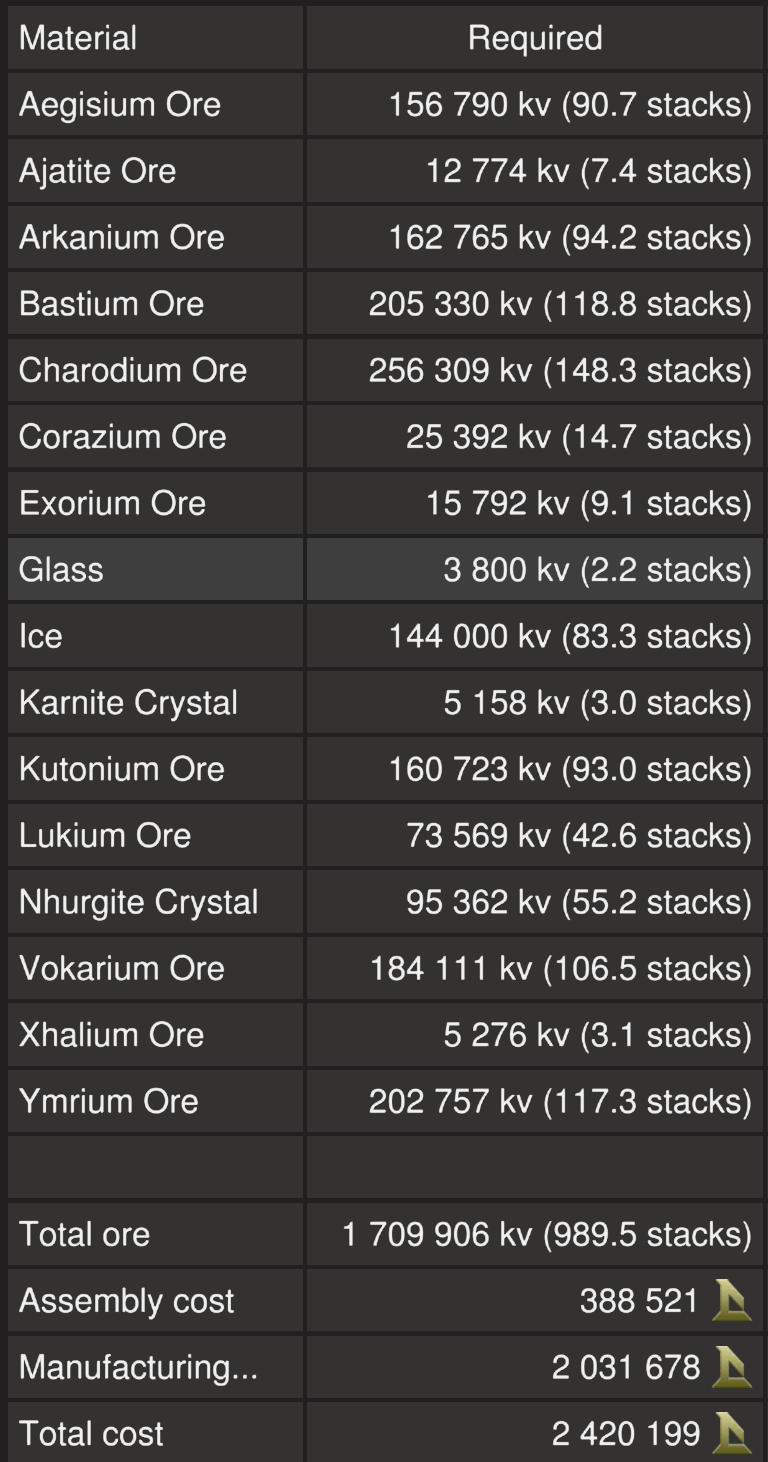 Material Required
Aegisium Ore 156 790 kv (90.7 stacks)
Ajatite Ore 12 774 kv (7.4 stacks)
Arkanium Ore 162 765 kv (94.2 stacks)
Bastium Ore 205 330 kv (118.8 stacks)
Charodium Ore 256 309 kv (148.3 stacks)
Corazium Ore 25 392 kv (14.7 stacks)
Exorium Ore 15 792 kv (9.1 stacks)
Glass 3 800 kv (2.2 stacks)
Ice 144 000 kv (83.3 stacks)
Karnite Crystal 5 158 kv (3.0 stacks)
Kutonium Ore 160 723 kv (93.0 stacks)
Lukium Ore 73 569 kv (42.6 stacks)
Nhurgite Crystal 95 362 kv (55.2 stacks)
Vokarium Ore 184 111 kv (106.5 stacks)
Xhalium Ore 5 276 kv (3.1 stacks)
Ymrium Ore 202 757 kv (117.3 stacks)
Total ore 1 709 906 kv (989.5 stacks)
Assembly cost 388 521
Manufacturing... 2 031 678
Total cost 2 420 199